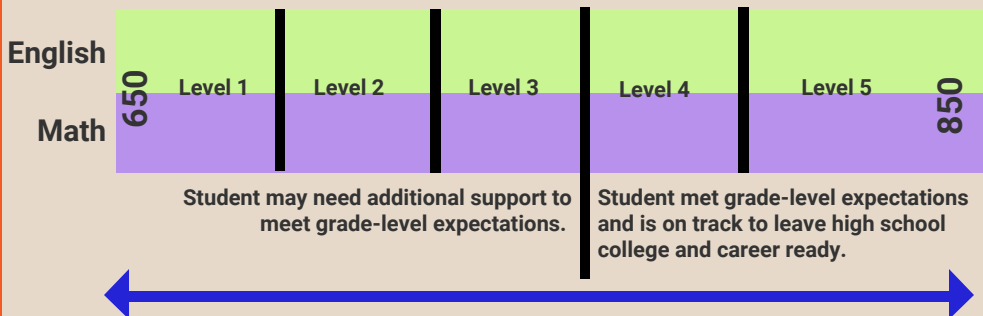 English
Math
650
Level 1
Level 2
Level 3
Level 4
Level 5
850
Student may need additional support to
meet grade-level expectations.
Student met grade-level expectations
and is on track to leave high school
college and career ready.